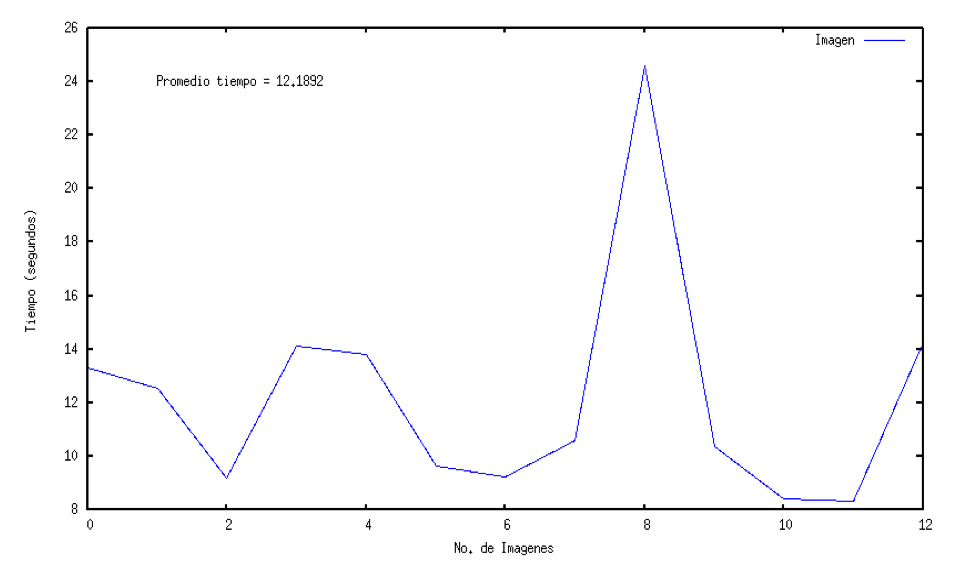 26
Imagen
24
Promedio tiempo = 12.1892
22
20
18
Tiempo (segundos)
16
14
12
10
8
0 2 4 6 8 10 12
No. de Imagenes